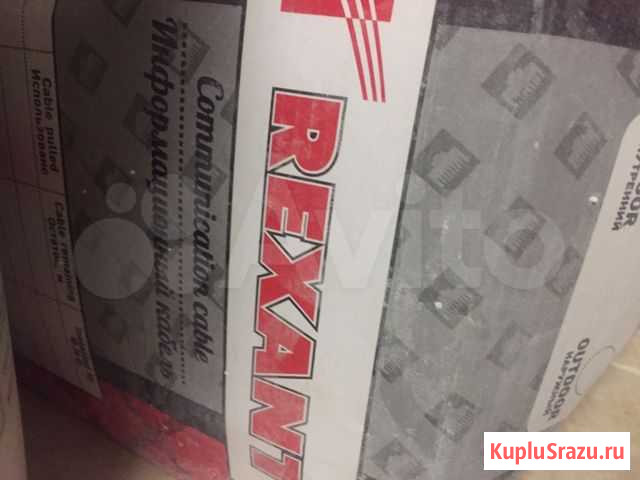 REXANT
Communication cable
Информационный кабель
Cable pulled
Использовано
Cable remaining
OUTDOOR
НАРУЖНЫЙ
Avito
KupluSrazu.ru